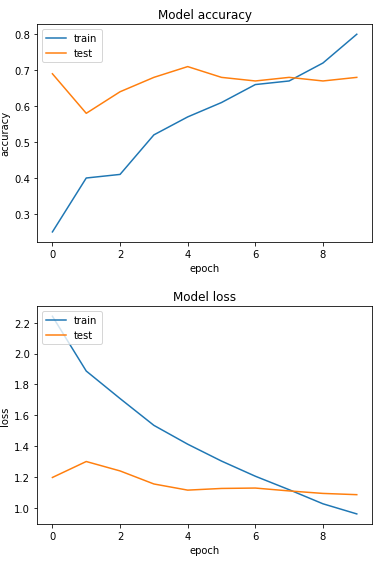 Model accuracy
train
test
0.8
0.7
0.6
0.5
0.4
0.3
accuracy
0 2 4 6 8
epoch
Model loss
train
test
2.2
2.0
1.8
1.6
1.4
1.2
1.0
loss
0 2 4 6 8
epoch